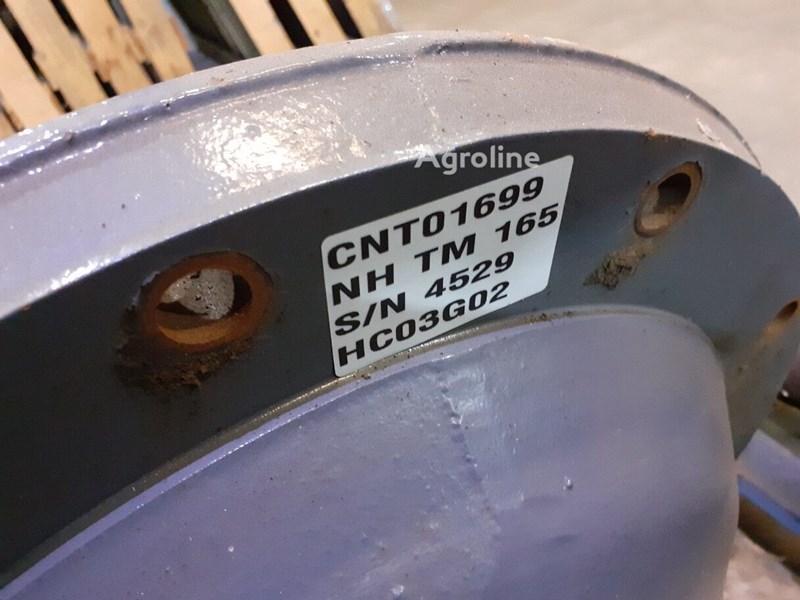 Agroline
CNT01699
NH TM 165
S/N 4529
HC03G02